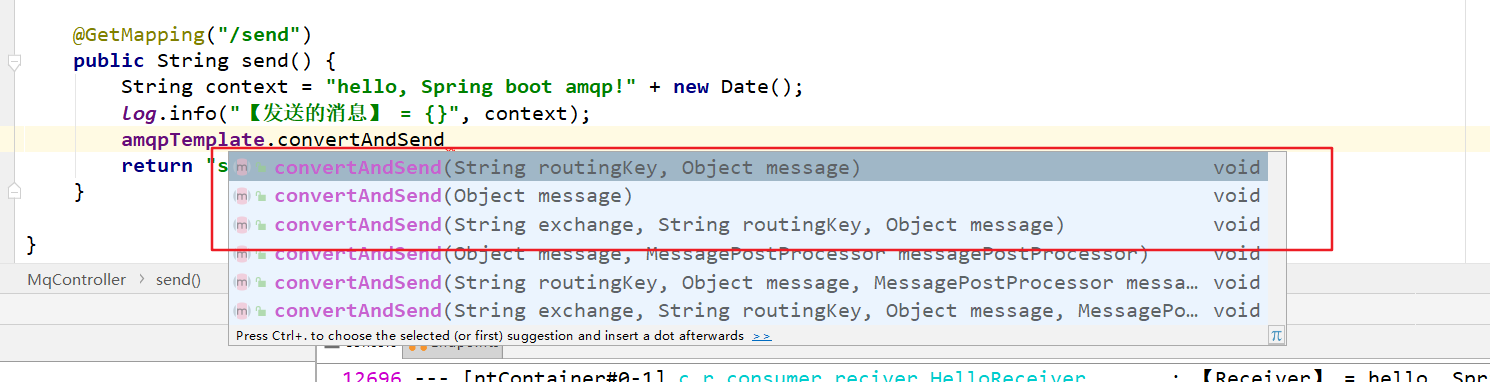 @GetMapping("/send")
public String send() {
String context = "hello, Spring boot amqp!" + new Date();
log.info("【发送的消息】 = {}", context);
amqpTemplate.convertAndSend
return "s
m convertAndSend(String routingKey, Object message) void
m convertAndSend(Object message) void
m convertAndSend(String exchange, String routingKey, Object message) void
m convertAndSend(Object message, MessagePostProcessor messagePostProcessor) void
m convertAndSend(String routingKey, Object message, MessagePostProcessor messa… void
m convertAndSend(String exchange, String routingKey, Object message, MessagePo… void
}
}
MqController > send()
Press Ctrl+. to choose the selected (or first) suggestion and insert a dot afterwards >> π
12696 --- [ntContainer#0-1] c.r.consumer.reciver.HelloReceiver : 【Receiver】 = hello, Spr